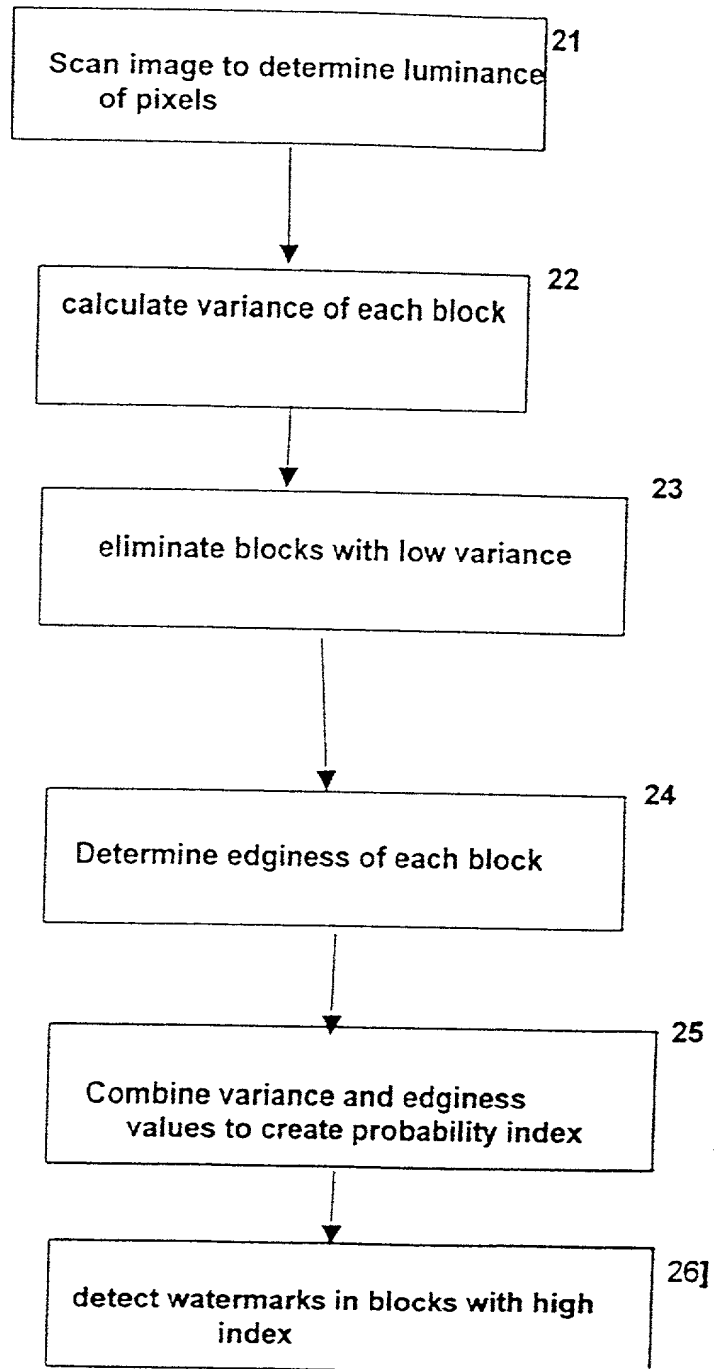 21
Scan image to determine luminance
of pixels
22
calculate variance of each block
23
eliminate blocks with low variance
24
Determine edginess of each block
25
Combine variance and edginess
values to create probability index
26]
detect watermarks in blocks with high
index